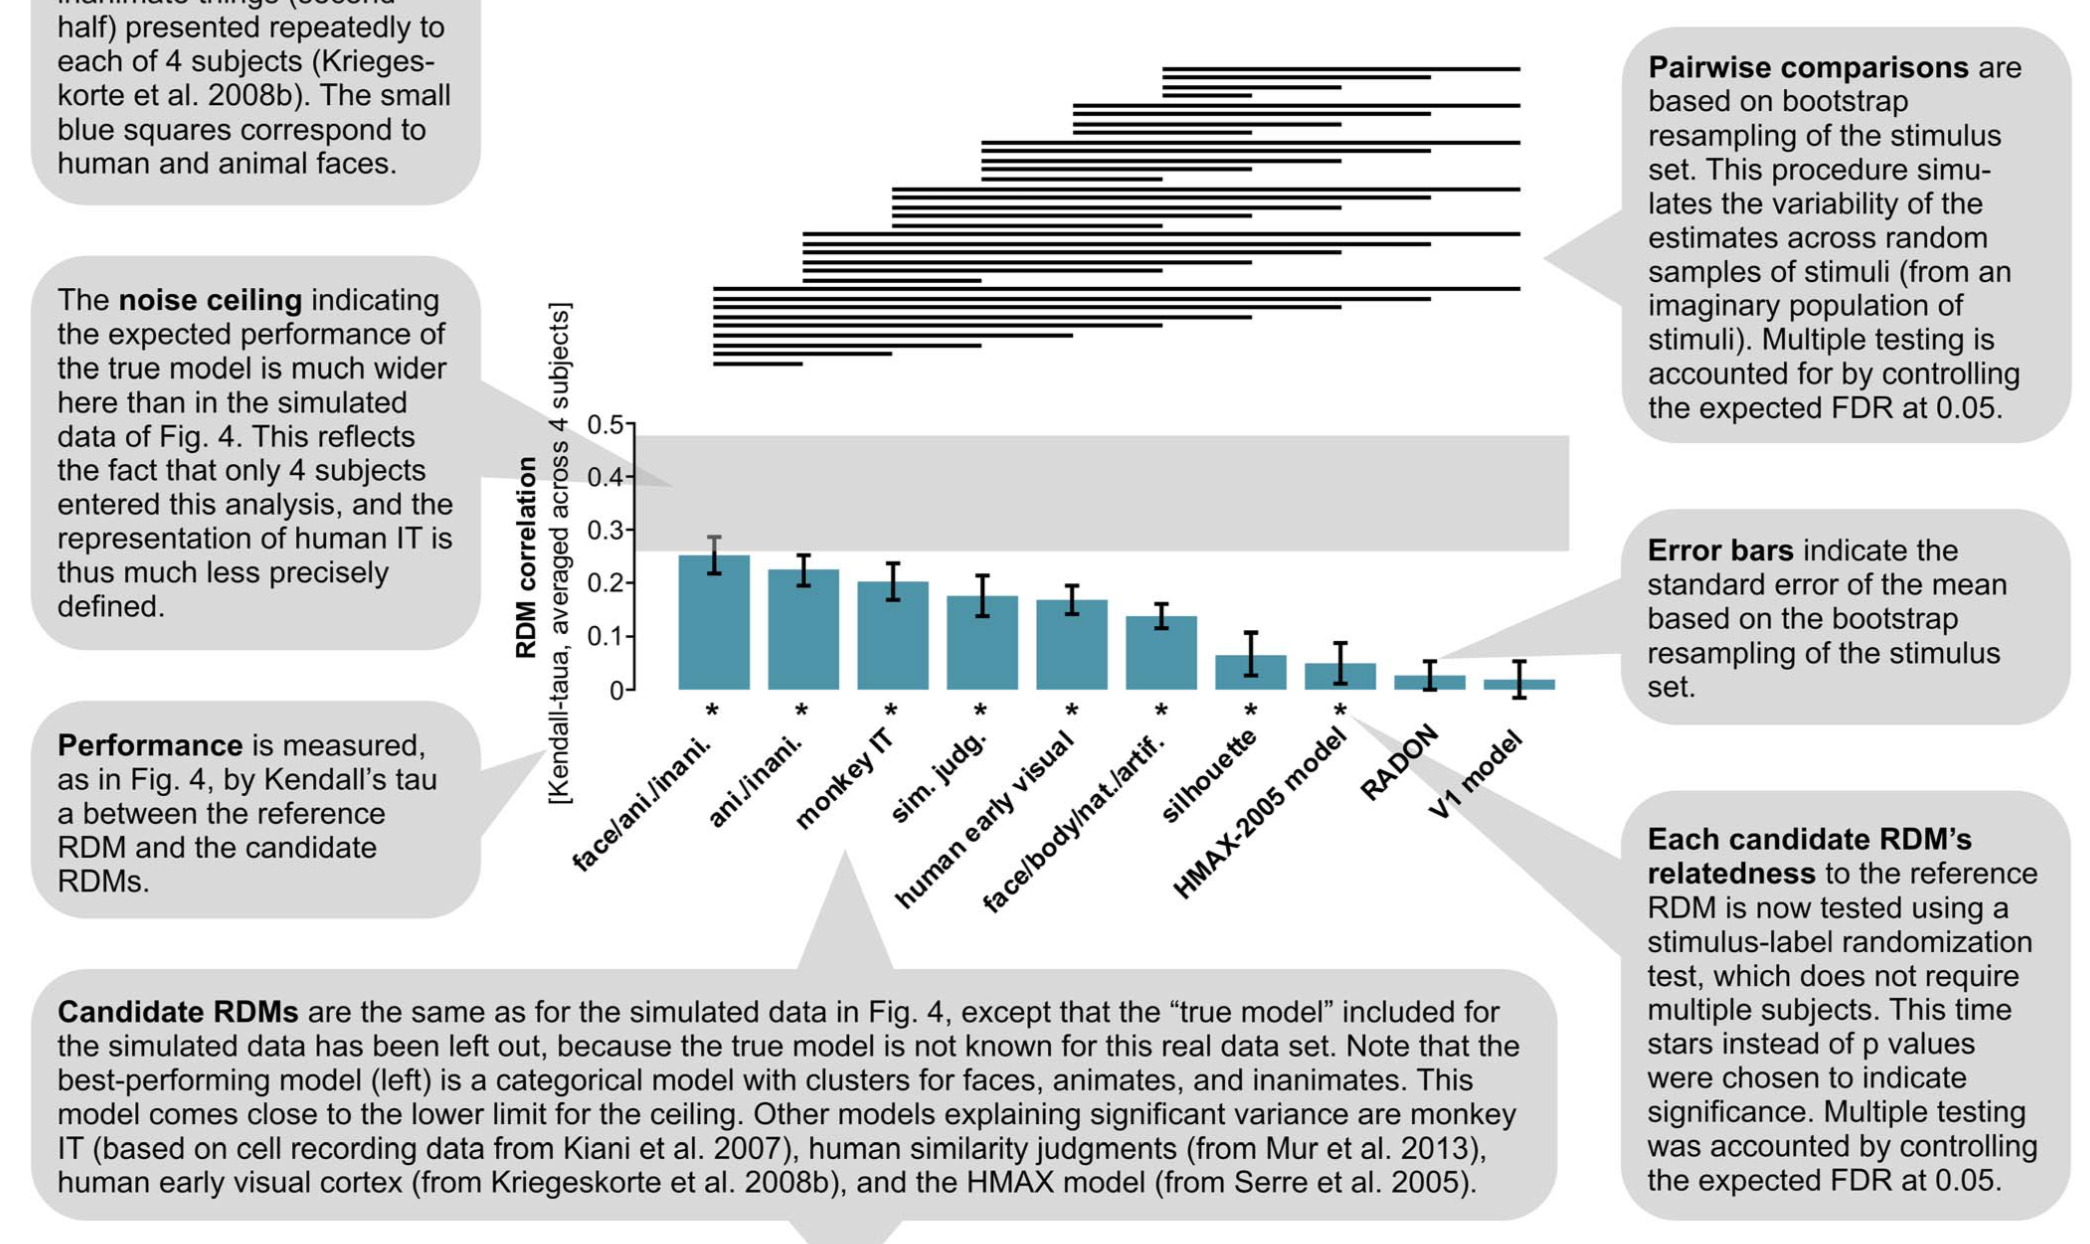 inanimate things (second
half) presented repeatedly to
each of 4 subjects (Krieges-
korte et al. 2008b). The small
blue squares correspond to
human and animal faces.
The noise ceiling indicating
the expected performance of
the true model is much wider
here than in the simulated
data of Fig. 4. This reflects
the fact that only 4 subjects
entered this analysis, and the
representation of human IT is
thus much less precisely
defined.
Performance is measured,
as in Fig. 4, by Kendall's tau
a between the reference
RDM and the candidate
RDMs.
RDM correlation
[Kendall-taua, averaged across 4 subjects]
0.5
0.4
0.3
0.2
0.1
0
* * * * * * * *
face/ani./inani.
ani./inani.
monkey IT
sim. judg.
human early visual
face/body/nat./artif.
silhouette
HMAX-2005 model
RADON
V1 model
Pairwise comparisons are
based on bootstrap
resampling of the stimulus
set. This procedure simu-
lates the variability of the
estimates across random
samples of stimuli (from an
imaginary population of
stimuli). Multiple testing is
accounted for by controlling
the expected FDR at 0.05.
Error bars indicate the
standard error of the mean
based on the bootstrap
resampling of the stimulus
set.
Each candidate RDM's
relatedness to the reference
RDM is now tested using a
stimulus-label randomization
test, which does not require
multiple subjects. This time
stars instead of p values
were chosen to indicate
significance. Multiple testing
was accounted by controlling
the expected FDR at 0.05.
Candidate RDMs are the same as for the simulated data in Fig. 4, except that the “true model” included for
the simulated data has been left out, because the true model is not known for this real data set. Note that the
best-performing model (left) is a categorical model with clusters for faces, animates, and inanimates. This
model comes close to the lower limit for the ceiling. Other models explaining significant variance are monkey
IT (based on cell recording data from Kiani et al. 2007), human similarity judgments (from Mur et al. 2013),
human early visual cortex (from Kriegeskorte et al. 2008b), and the HMAX model (from Serre et al. 2005).